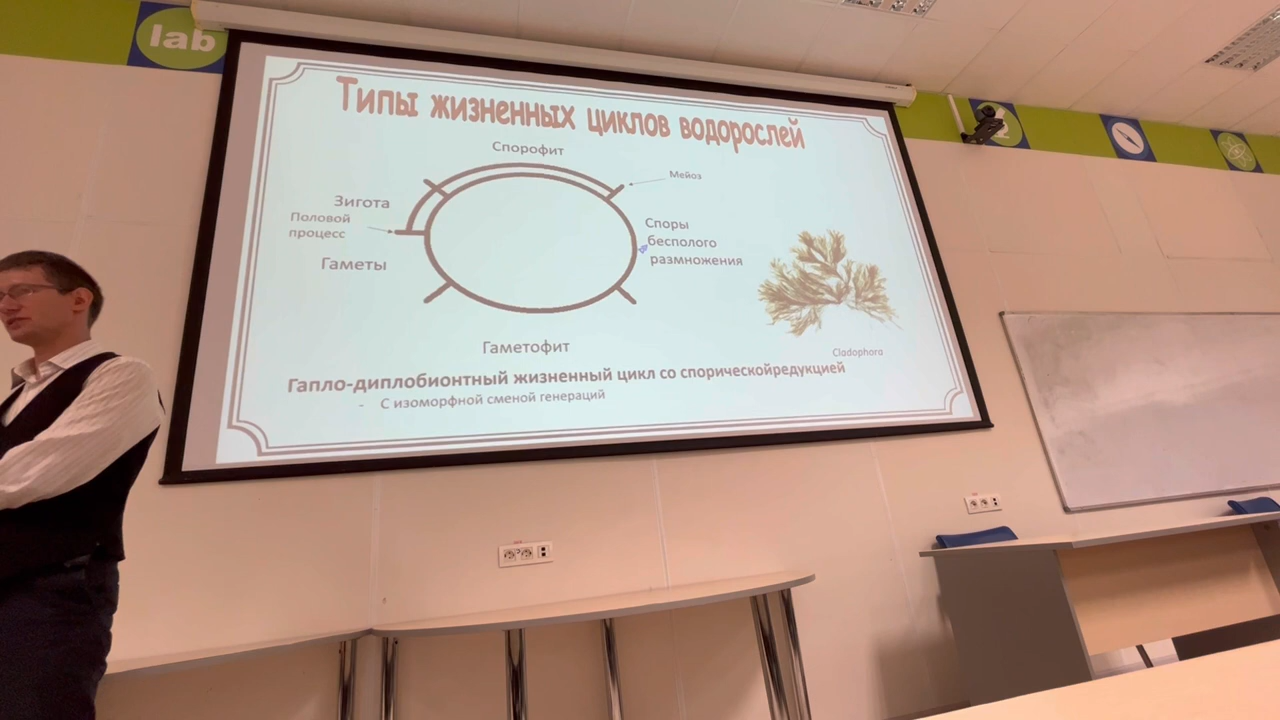 lab
Типы жизненных циклов водорослей
Спорофит
Мейоз
Зигота
Половой
процесс
Споры
бесполого
размножения
Гаметы
Гаметофит
Cladophora
Гапло-диплобионтный жизненный цикл со спорическойредукцией
- С изоморфной сменой генераций